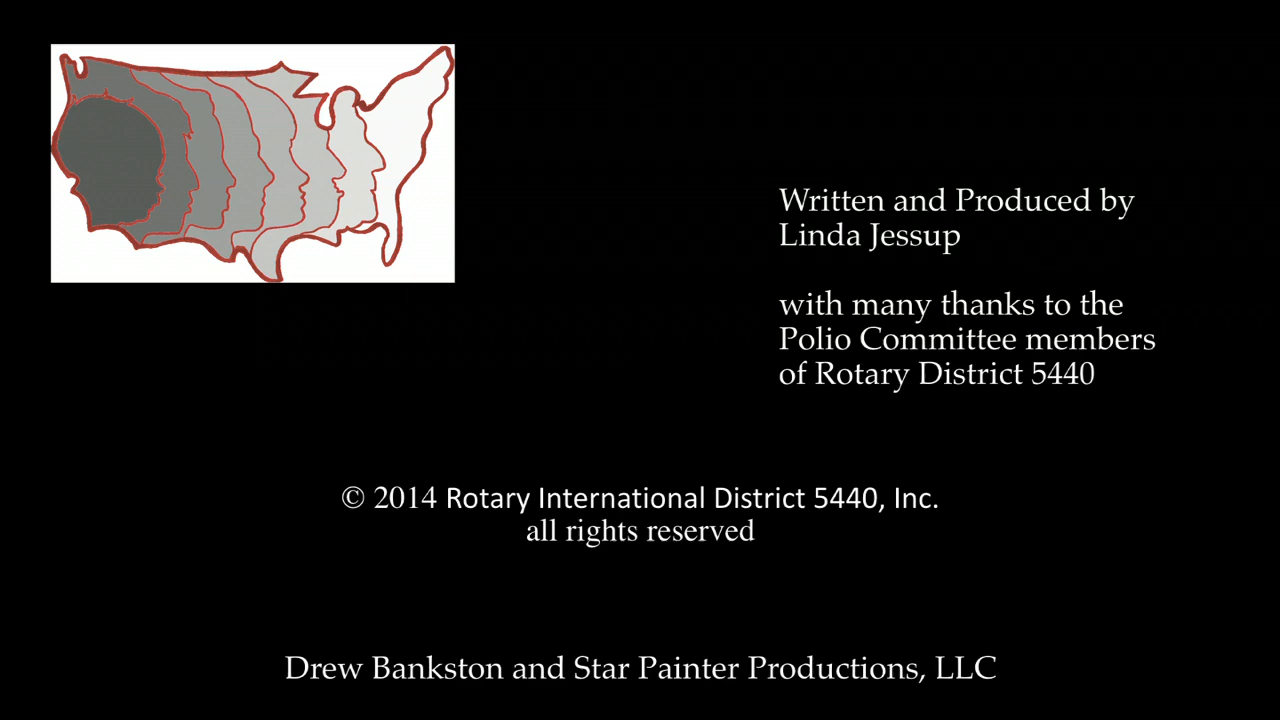 Written and Produced by
Linda Jessup
with many thanks to the
Polio Committee members
of Rotary District 5440
© 2014 Rotary International District 5440, Inc.
all rights reserved
Drew Bankston and Star Painter Productions, LLC